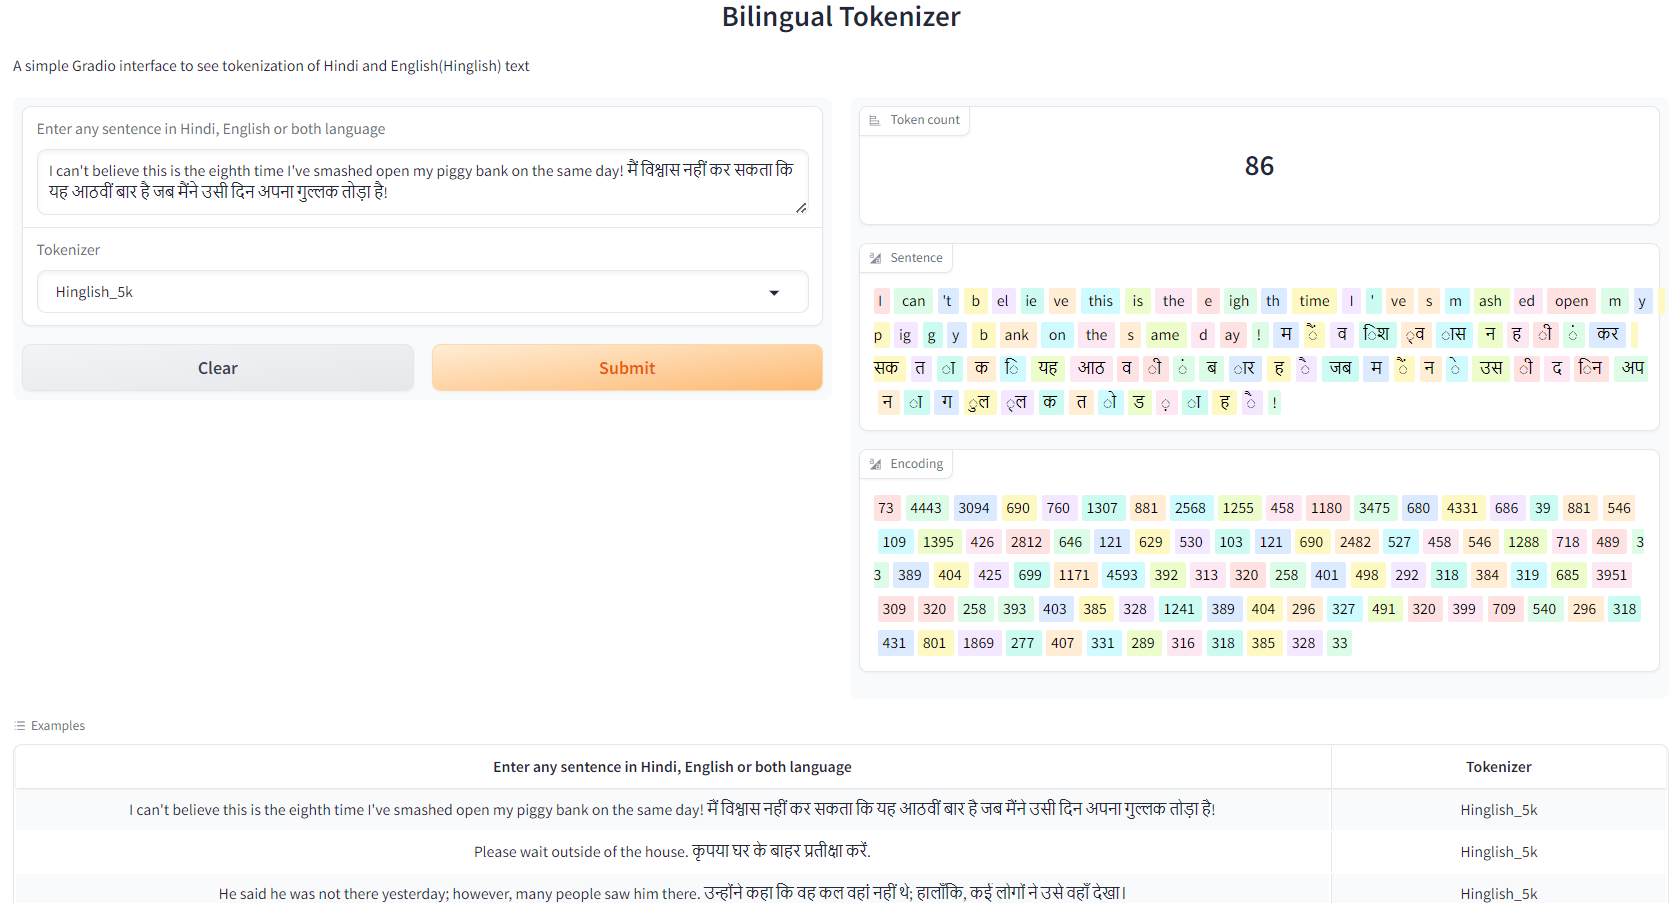 Bilingual Tokenizer
A simple Gradio interface to see tokenization of Hindi and English(Hinglish) text
Enter any sentence in Hindi, English or both language
I can't believe this is the eighth time I've smashed open my piggy bank on the same day! मैं विश्वास नहीं कर सकता कि
यह आठवीं बार है जब मैंने उसी दिन अपना गुल्लक तोड़ा है!
Tokenizer
Hinglish_5k
Clear
Submit
Token count
86
Sentence
I can 't b el ie ve this is the e igh th time I ' ve s m ash ed open m y
p ig g y b ank on the s ame d ay ! म ैं व िश ्व ास न ह ी ं कर
सक त ा क ि यह आठ व ी ं ब ार ह ै जब म ैं न े उस ी द िन अप
न ा ग ुल ्ल क त ो ड ़ ा ह ै !
Encoding
73 4443 3094 690 760 1307 881 2568 1255 458 1180 3475 680 4331 686 39 881 546
109 1395 426 2812 646 121 629 530 103 121 690 2482 527 458 546 1288 718 489 3
3 389 404 425 699 1171 4593 392 313 320 258 401 498 292 318 384 319 685 3951
309 320 258 393 403 385 328 1241 389 404 296 327 491 320 399 709 540 296 318
431 801 1869 277 407 331 289 316 318 385 328 33
Examples
Enter any sentence in Hindi, English or both language Tokenizer
I can't believe this is the eighth time I've smashed open my piggy bank on the same day! मैं विश्वास नहीं कर सकता कि यह आठवीं बार है जब मैंने उसी दिन अपना गुल्लक तोड़ा है! Hinglish_5k
Please wait outside of the house. कृपया घर के बाहर प्रतीक्षा करें. Hinglish_5k
He said he was not there yesterday; however, many people saw him there. उन्होंने कहा कि वह कल वहां नहीं थे; हालाँकि, कई लोगों ने उसे वहाँ देखा। Hinglish_5k